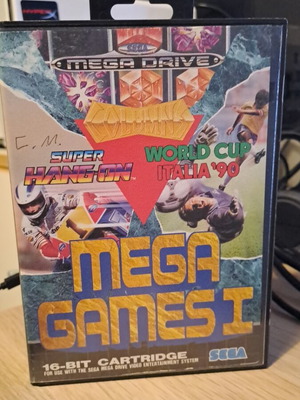 MEGA DRIVE
COLUMNS
E.M.
SUPER
HANG-ON
WORLD CUP
ITALIA '90
MEGA
GAMES I
16-BIT CARTRIDGE
FOR USE WITH THE SEGA MEGA DRIVE VIDEO ENTERTAINMENT SYSTEM
SEGA